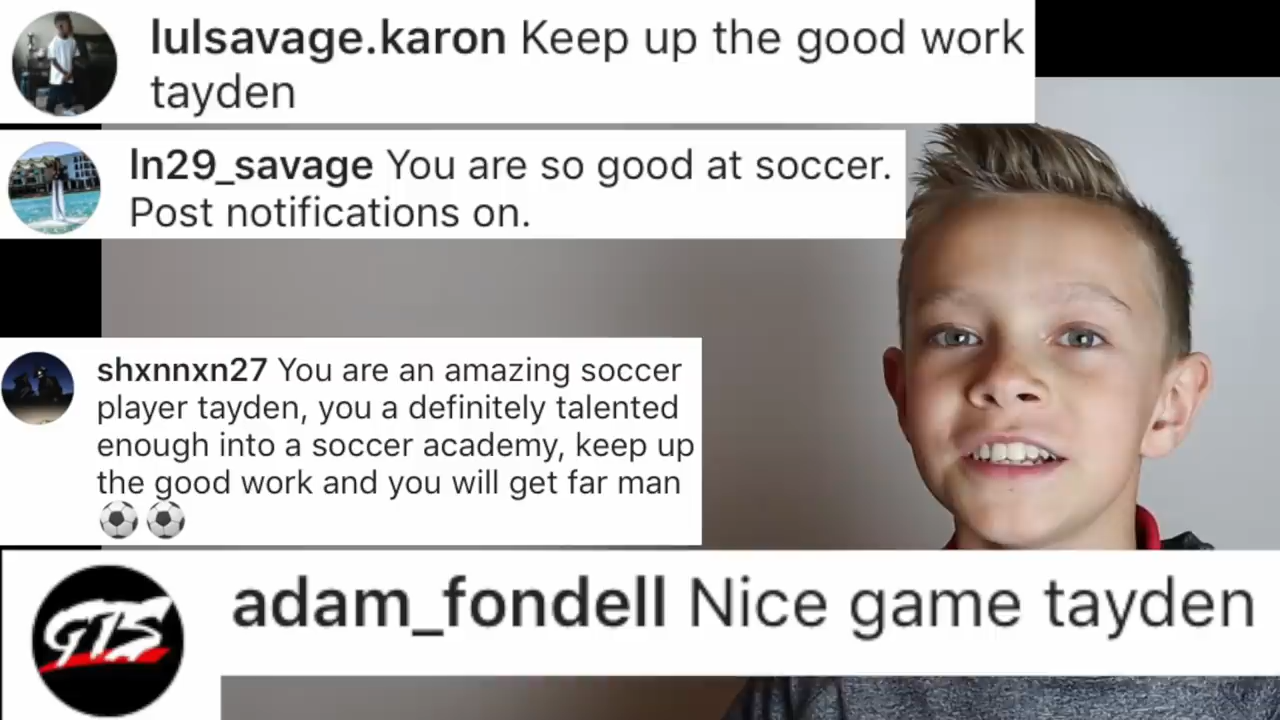 lulsavage.karon Keep up the good work
tayden
ln29_savage You are so good at soccer.
Post notifications on.
shxnnxn27 You are an amazing soccer
player tayden, you a definitely talented
enough into a soccer academy, keep up
the good work and you will get far man
⚽ ⚽
GTS
adam_fondell Nice game tayden